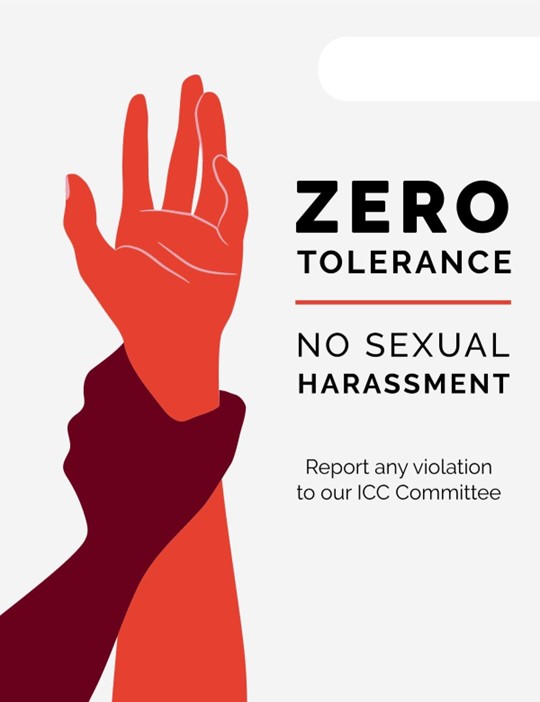 ZERO
TOLERANCE
NO SEXUAL
HARASSMENT
Report any violation
to our ICC Committee